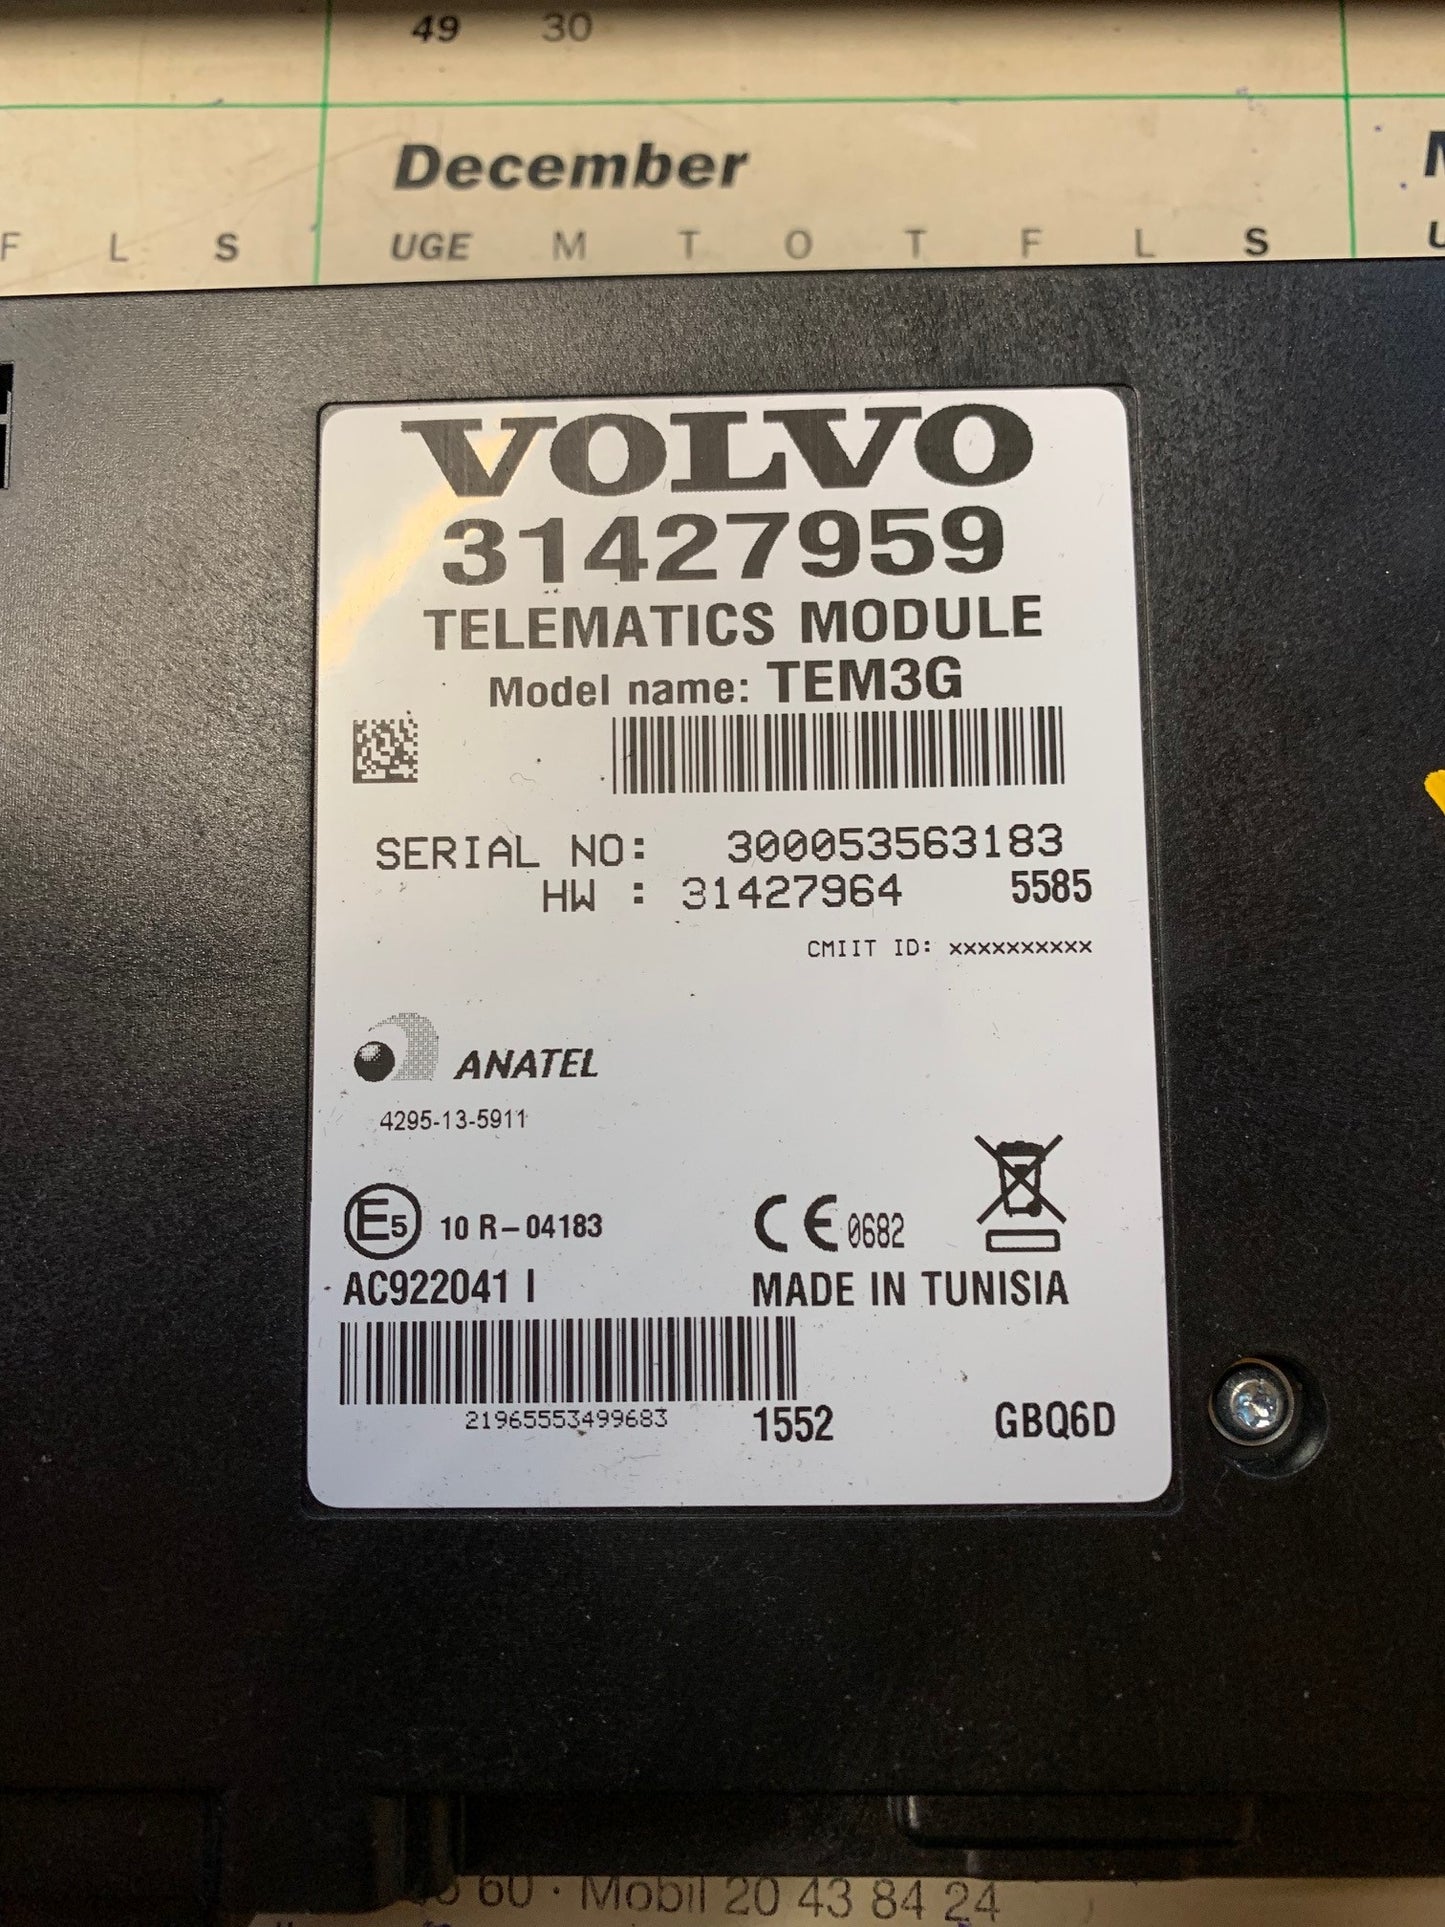 49 30
December
F L S UGE M T O T F L S
VOLVO
31427959
TELEMATICS MODULE
Model name: TEM3G
SERIAL NO: 300053563183
HW : 31427964 5585
CMIIT ID: xxxxxxxxxx
ANATEL
4295-13-5911
E5 10 R-04183 CE 0682
AC922041 I MADE IN TUNISIA
21965553499683 1552 GBQ6D
60 · Mobil 20 43 84 24